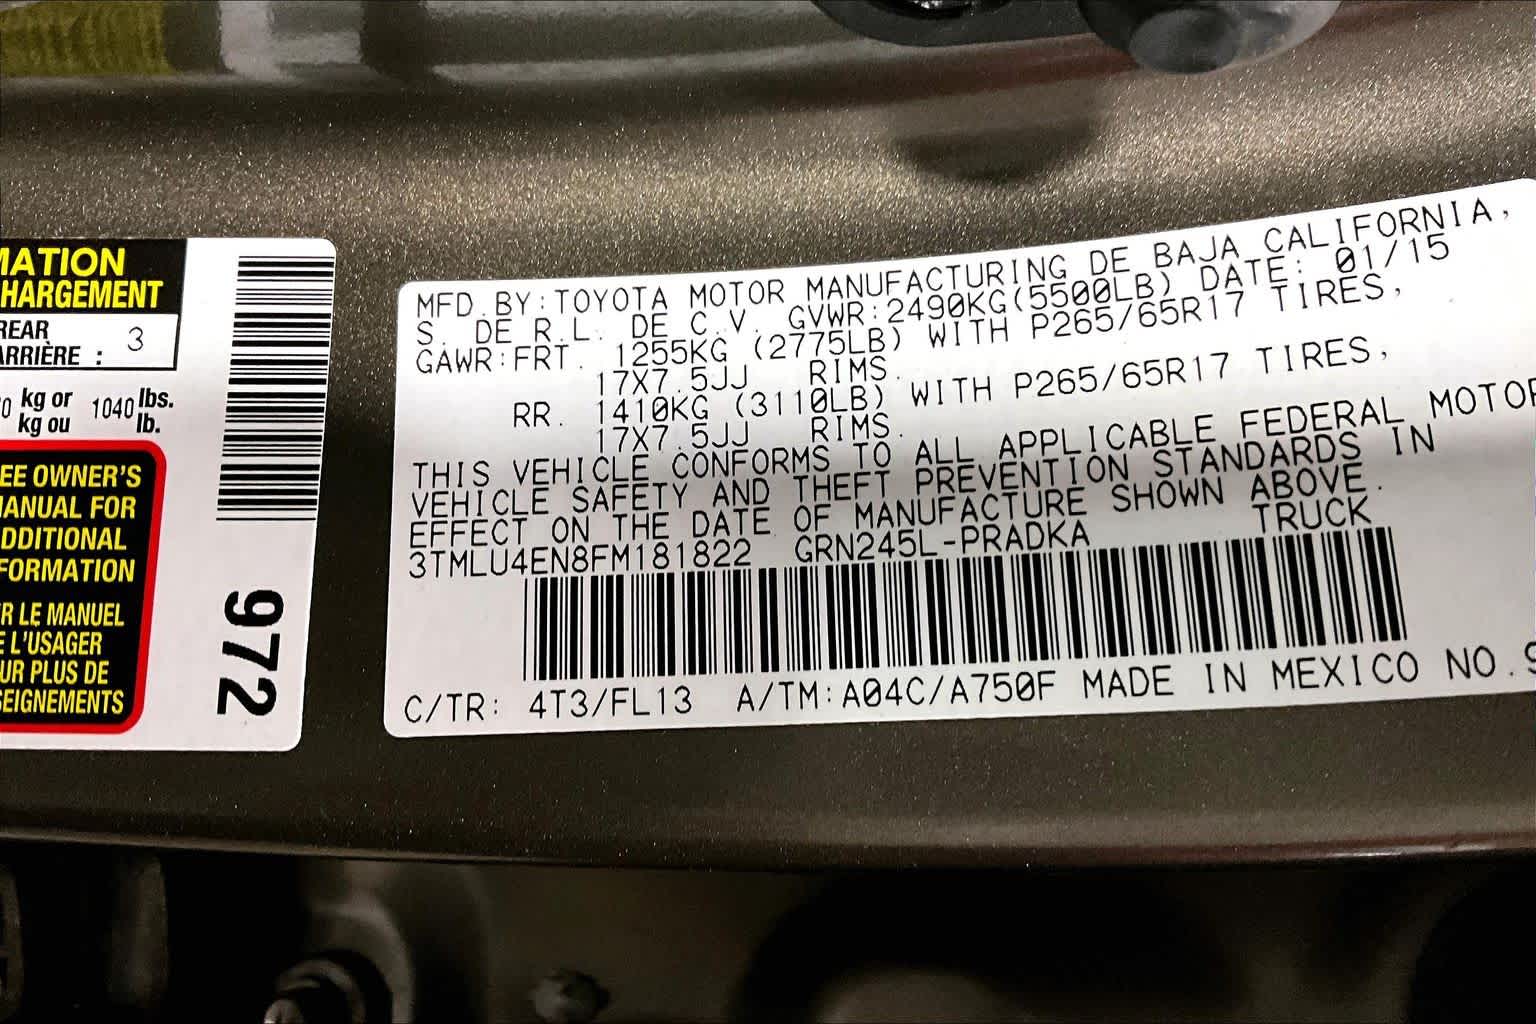 MATION
HARGEMENT
REAR
ARRIÈRE : 3
0 kg or 1040 lbs.
kg ou lb.
EE OWNER'S
MANUAL FOR
DDITIONAL
FORMATION
R LE MANUEL
E L'USAGER
UR PLUS DE
SEIGNEMENTS
972
MFD.BY:TOYOTA MOTOR MANUFACTURING DE BAJA CALIFORNIA,
S. DE R.L. DE C.V. GVWR:2490KG(5500LB) DATE: 01/15
GAWR:FRT. 1255KG (2775LB) WITH P265/65R17 TIRES,
17X7.5JJ RIMS.
RR. 1410KG (3110LB) WITH P265/65R17 TIRES,
17X7.5JJ RIMS.
THIS VEHICLE CONFORMS TO ALL APPLICABLE FEDERAL MOTOR
VEHICLE SAFETY AND THEFT PREVENTION STANDARDS IN
EFFECT ON THE DATE OF MANUFACTURE SHOWN ABOVE.
3TMLU4EN8FM181822 GRN245L-PRADKA TRUCK
C/TR: 4T3/FL13 A/TM:A04C/A750F MADE IN MEXICO NO.9